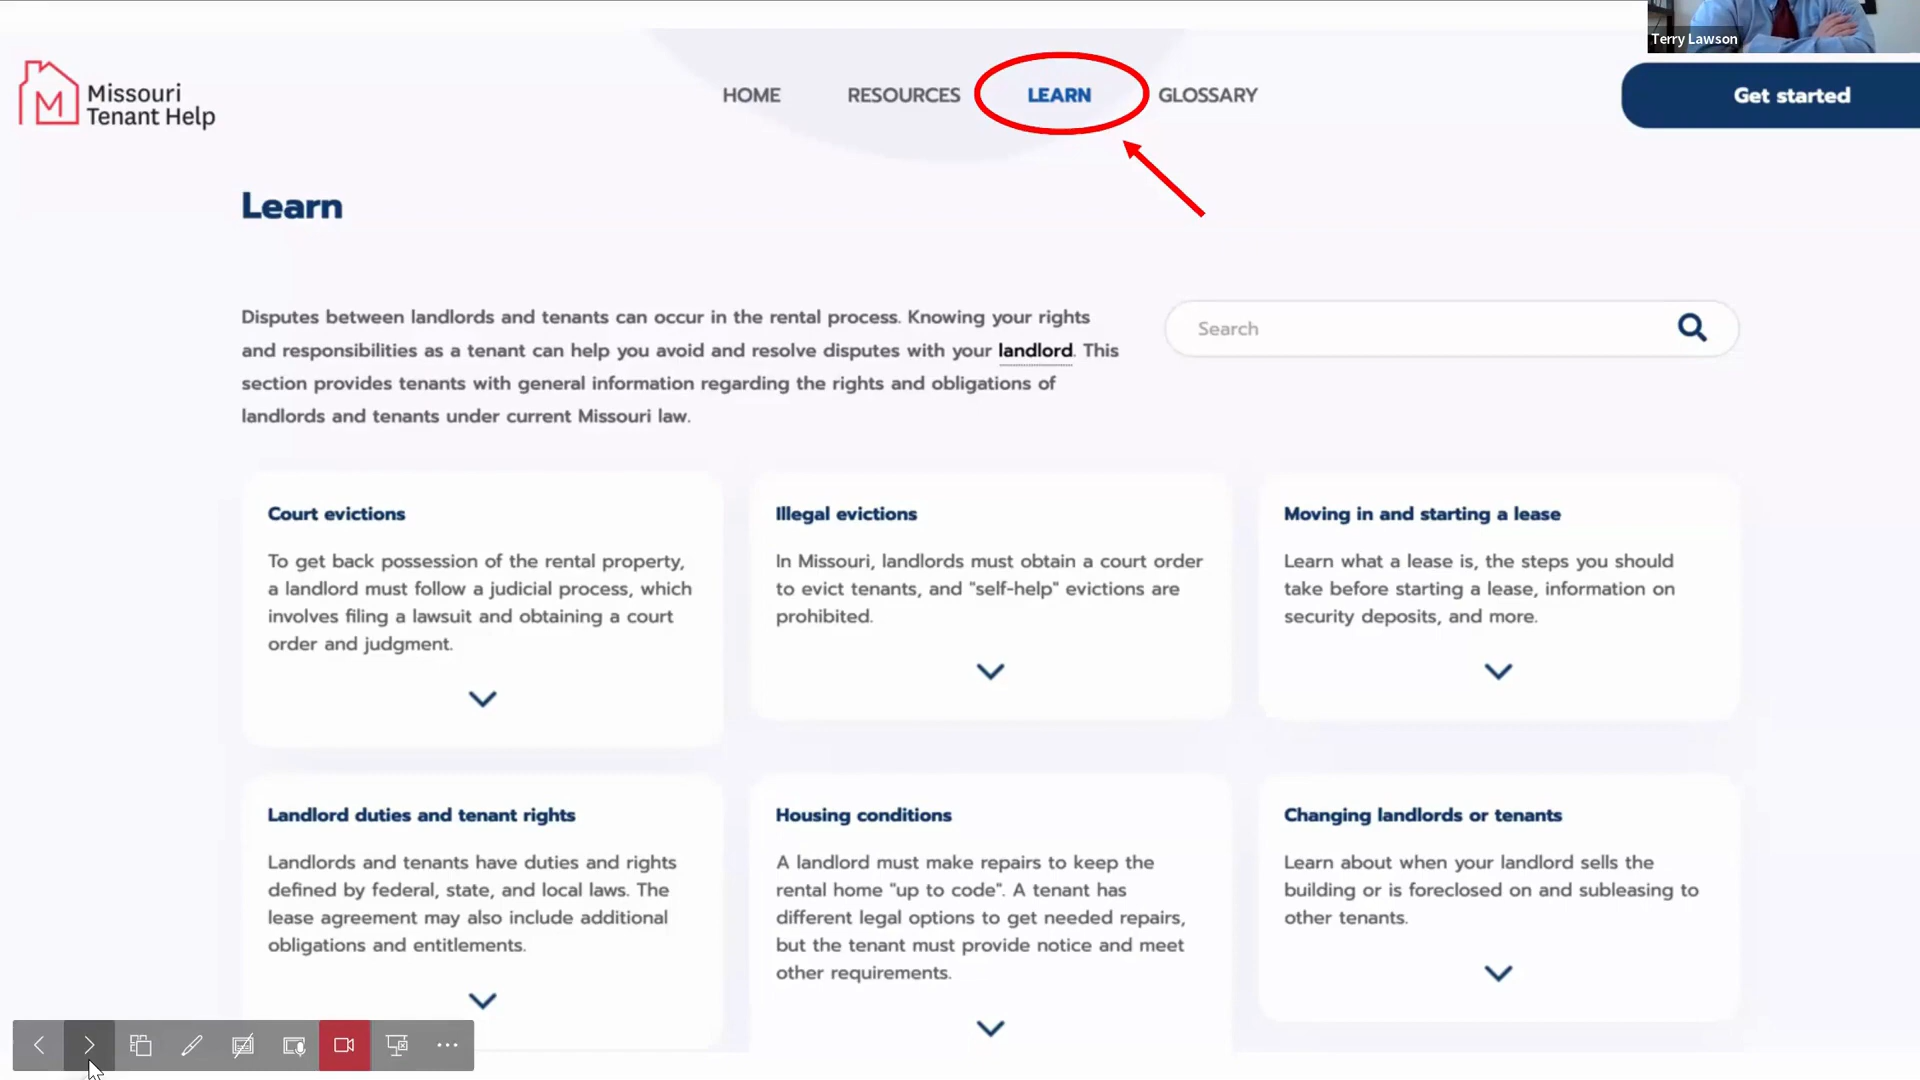 Terry Lawson
Missouri
Tenant Help
HOME RESOURCES LEARN GLOSSARY
Get started
Learn
Disputes between landlords and tenants can occur in the rental process. Knowing your rights
and responsibilities as a tenant can help you avoid and resolve disputes with your landlord. This
section provides tenants with general information regarding the rights and obligations of
landlords and tenants under current Missouri law.
Search
Court evictions
To get back possession of the rental property,
a landlord must follow a judicial process, which
involves filing a lawsuit and obtaining a court
order and judgment.
Illegal evictions
In Missouri, landlords must obtain a court order
to evict tenants, and "self-help" evictions are
prohibited.
Moving in and starting a lease
Learn what a lease is, the steps you should
take before starting a lease, information on
security deposits, and more.
Landlord duties and tenant rights
Landlords and tenants have duties and rights
defined by federal, state, and local laws. The
lease agreement may also include additional
obligations and entitlements.
Housing conditions
A landlord must make repairs to keep the
rental home "up to code". A tenant has
different legal options to get needed repairs,
but the tenant must provide notice and meet
other requirements.
Changing landlords or tenants
Learn about when your landlord sells the
building or is foreclosed on and subleasing to
other tenants.